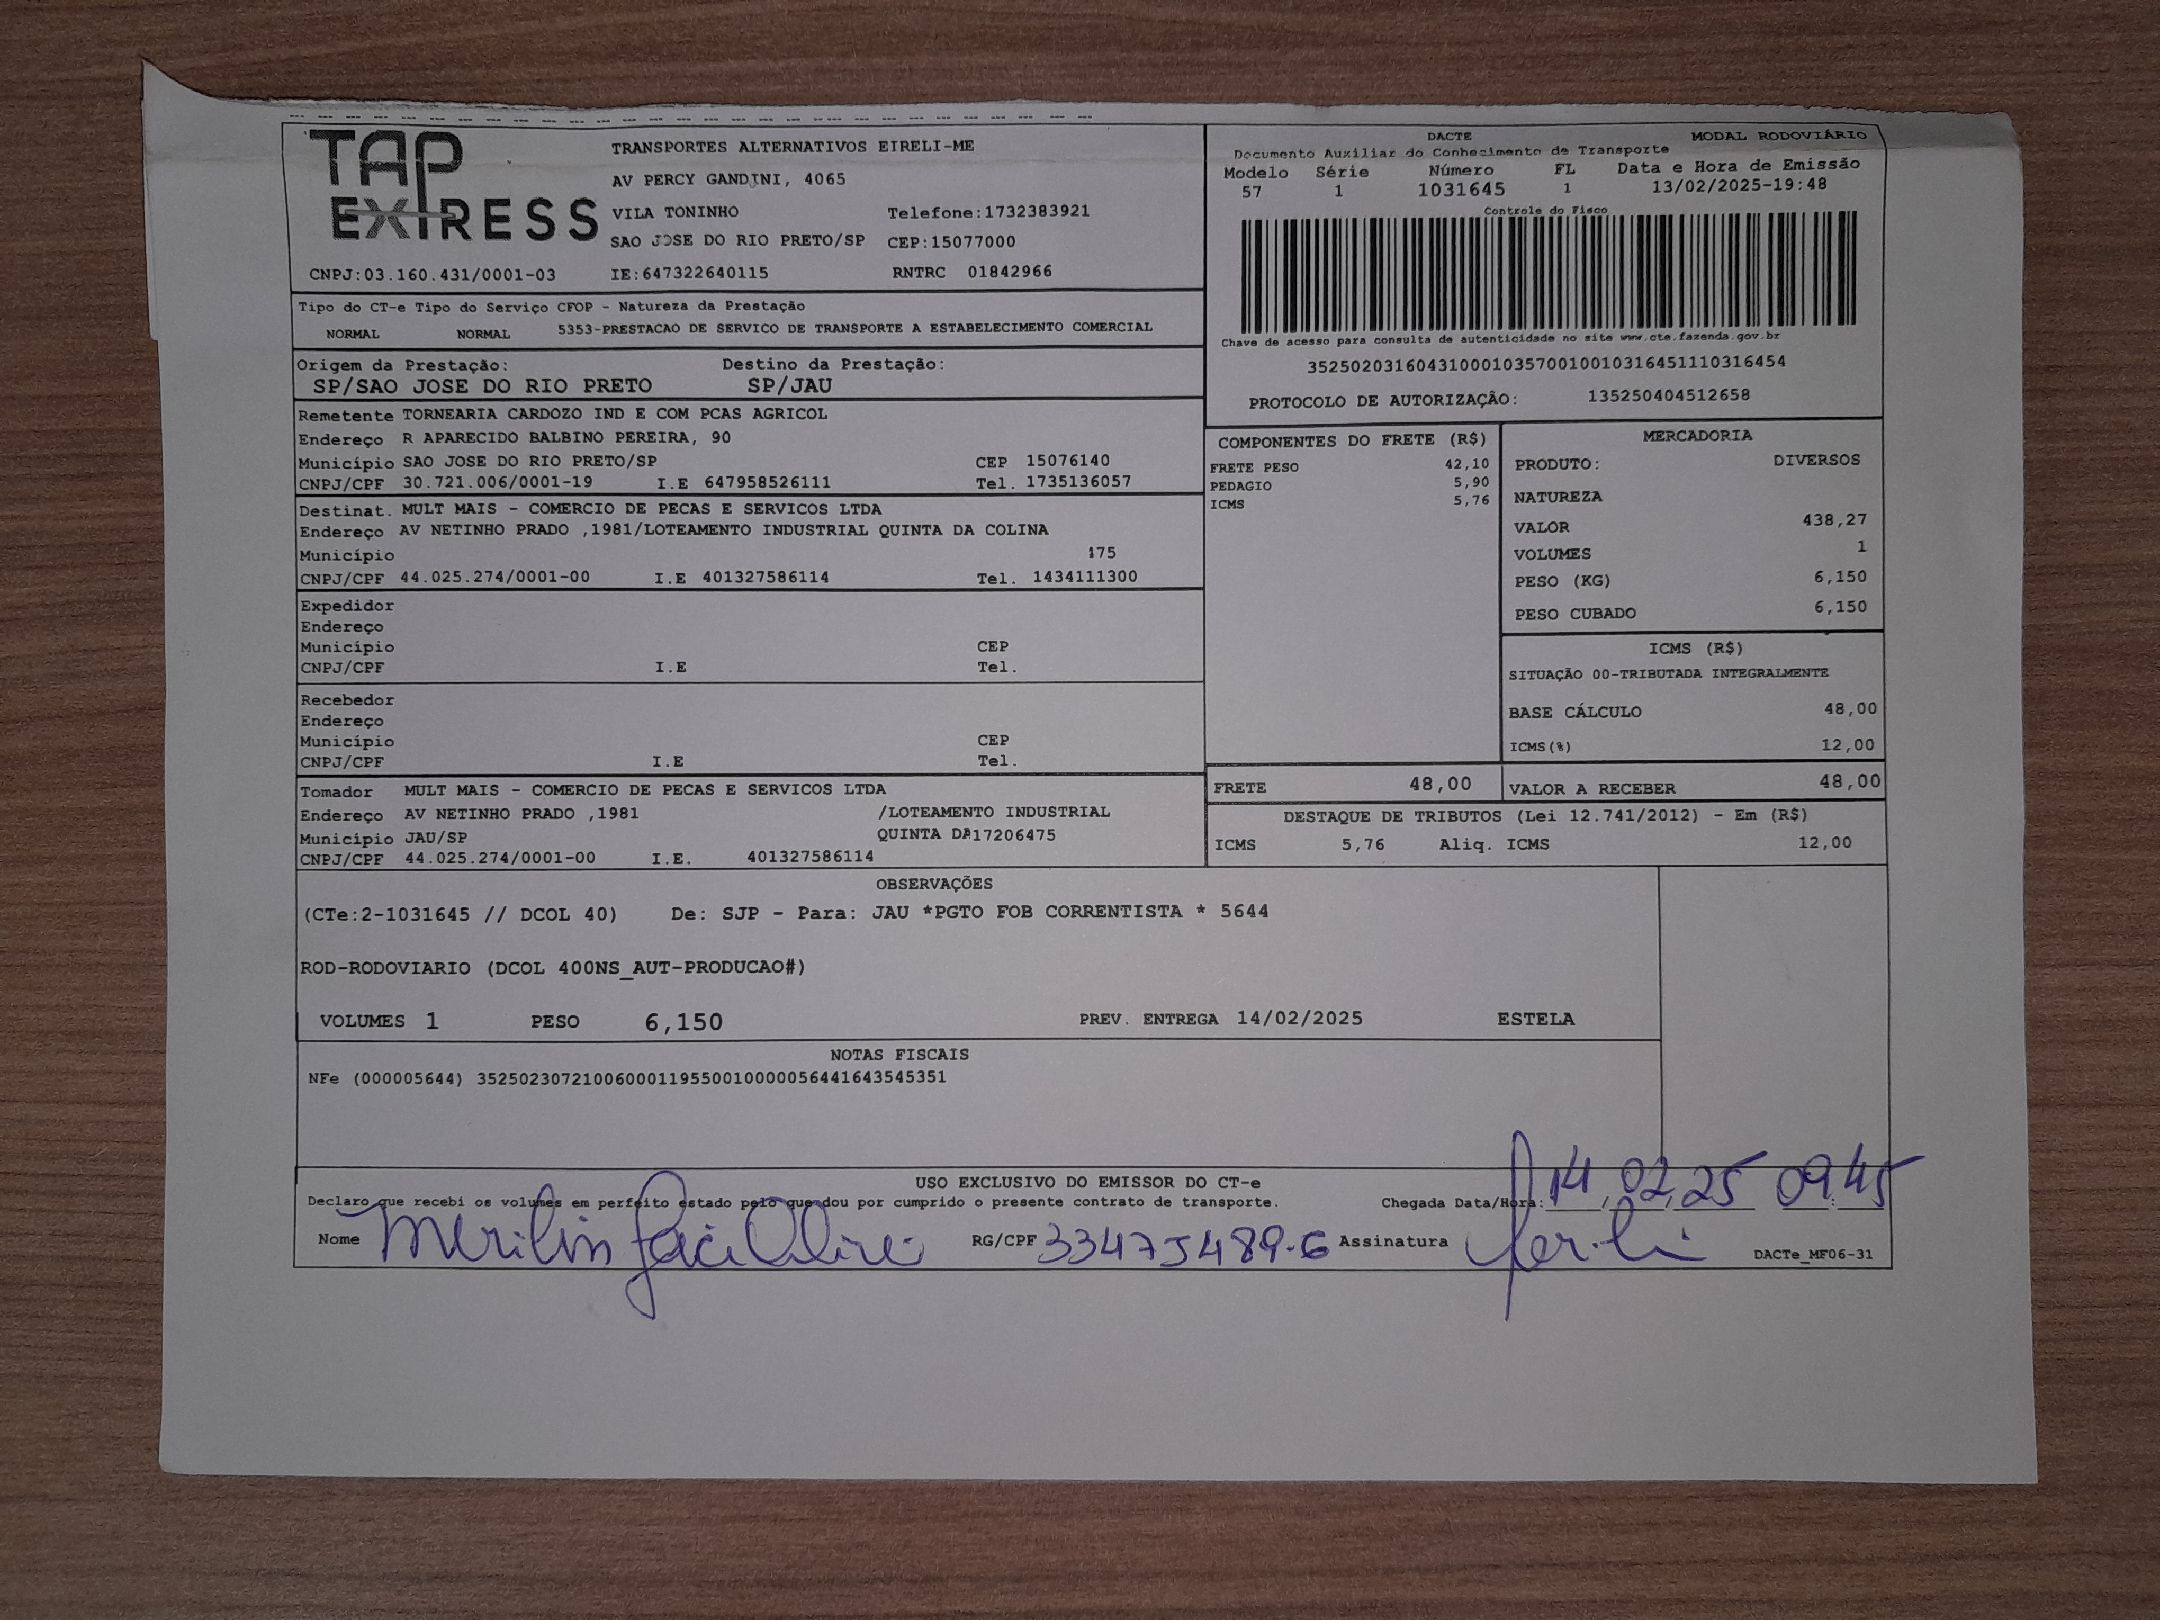 TAP EXPRESS
TRANSPORTES ALTERNATIVOS EIRELI-ME
AV PERCY GANDINI, 4065
VILA TONINHO Telefone:1732383921
SAO JOSE DO RIO PRETO/SP CEP:15077000
CNPJ:03.160.431/0001-03 IE:647322640115 RNTRC 01842966
DACTE MODAL RODOVIÁRIO
Documento Auxiliar do Conhecimento de Transporte
Modelo Série Número FL Data e Hora de Emissão
57 1 1031645 1 13/02/2025-19:48
Controle do Fisco
Chave de acesso para consulta de autenticidade no site www.cte.fazenda.gov.br
35250203160431000103570010010316451110316454
PROTOCOLO DE AUTORIZAÇÃO: 135250404512658
Tipo do CT-e Tipo do Serviço CFOP - Natureza da Prestação
NORMAL NORMAL 5353-PRESTACAO DE SERVICO DE TRANSPORTE A ESTABELECIMENTO COMERCIAL
Origem da Prestação: Destino da Prestação:
SP/SAO JOSE DO RIO PRETO SP/JAU
Remetente TORNEARIA CARDOZO IND E COM PCAS AGRICOL
Endereço R APARECIDO BALBINO PEREIRA, 90
Município SAO JOSE DO RIO PRETO/SP CEP 15076140
CNPJ/CPF 30.721.006/0001-19 I.E 647958526111 Tel. 1735136057
Destinat. MULT MAIS - COMERCIO DE PECAS E SERVICOS LTDA
Endereço AV NETINHO PRADO ,1981/LOTEAMENTO INDUSTRIAL QUINTA DA COLINA
Município 475
CNPJ/CPF 44.025.274/0001-00 I.E 401327586114 Tel. 1434111300
Expedidor
Endereço
Município CEP
CNPJ/CPF I.E Tel.
Recebedor
Endereço
Município CEP
CNPJ/CPF I.E Tel.
Tomador MULT MAIS - COMERCIO DE PECAS E SERVICOS LTDA
Endereço AV NETINHO PRADO ,1981 /LOTEAMENTO INDUSTRIAL
Município JAU/SP QUINTA DA17206475
CNPJ/CPF 44.025.274/0001-00 I.E. 401327586114
COMPONENTES DO FRETE (R$)
FRETE PESO 42,10
PEDAGIO 5,90
ICMS 5,76
MERCADORIA
PRODUTO: DIVERSOS
NATUREZA
VALOR 438,27
VOLUMES 1
PESO (KG) 6,150
PESO CUBADO 6,150
ICMS (R$)
SITUAÇÃO 00-TRIBUTADA INTEGRALMENTE
BASE CÁLCULO 48,00
ICMS(%) 12,00
FRETE 48,00 VALOR A RECEBER 48,00
DESTAQUE DE TRIBUTOS (Lei 12.741/2012) - Em (R$)
ICMS 5,76 Aliq. ICMS 12,00
OBSERVAÇÕES
(CTe:2-1031645 // DCOL 40) De: SJP - Para: JAU *PGTO FOB CORRENTISTA * 5644
ROD-RODOVIARIO (DCOL 400NS_AUT-PRODUCAO#)
VOLUMES 1 PESO 6,150 PREV. ENTREGA 14/02/2025 ESTELA
NOTAS FISCAIS
NFe (000005644) 35250230721006000119550010000056441643545351
USO EXCLUSIVO DO EMISSOR DO CT-e
Declaro que recebi os volumes em perfeito estado pelo que dou por cumprido o presente contrato de transporte. Chegada Data/Hora: 14,02,25 09:45
Nome Merilin RG/CPF 33475489-6 Assinatura
DACTe_MF06-31